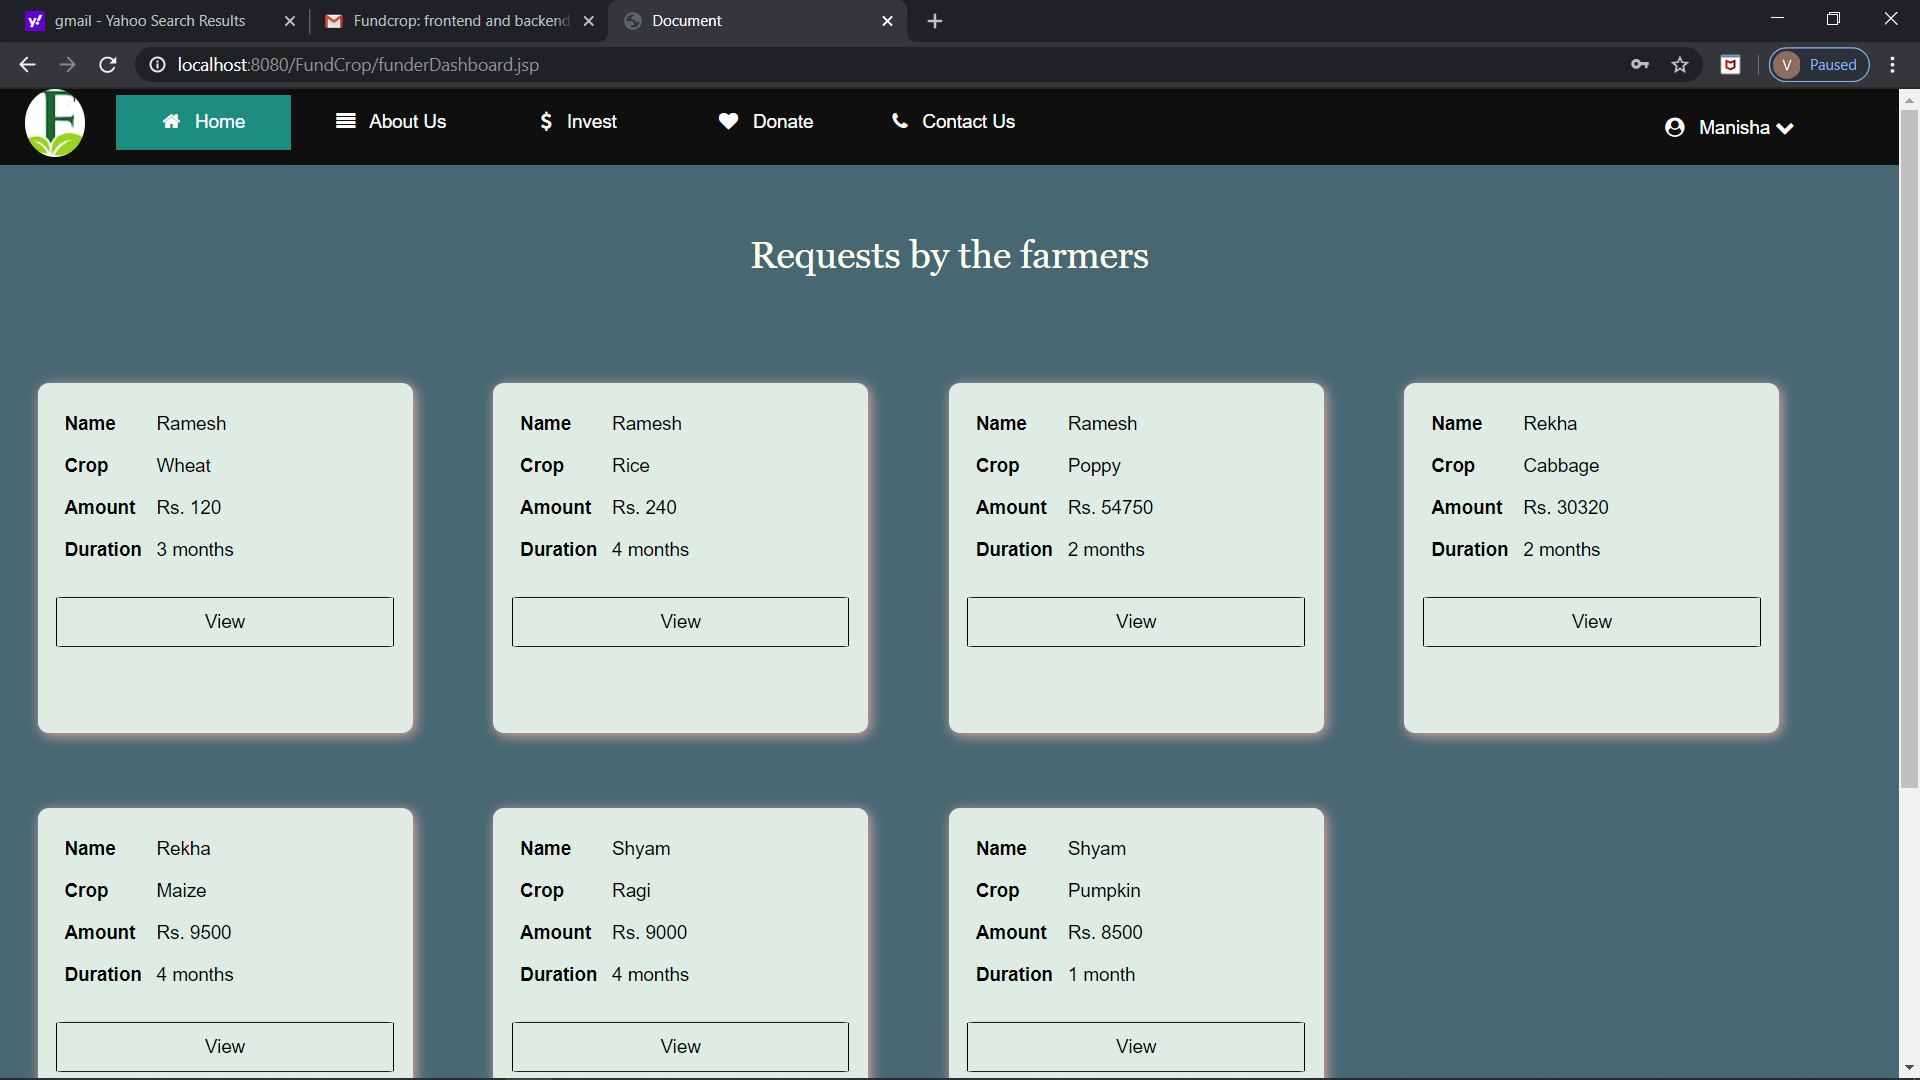 gmail - Yahoo Search Results
Fundcrop: frontend and backend
Document
localhost:8080/FundCrop/funderDashboard.jsp
V Paused
F
Home
About Us
Invest
Donate
Contact Us
Manisha
Requests by the farmers
Name Ramesh
Crop Wheat
Amount Rs. 120
Duration 3 months
View
Name Ramesh
Crop Rice
Amount Rs. 240
Duration 4 months
View
Name Ramesh
Crop Poppy
Amount Rs. 54750
Duration 2 months
View
Name Rekha
Crop Cabbage
Amount Rs. 30320
Duration 2 months
View
Name Rekha
Crop Maize
Amount Rs. 9500
Duration 4 months
View
Name Shyam
Crop Ragi
Amount Rs. 9000
Duration 4 months
View
Name Shyam
Crop Pumpkin
Amount Rs. 8500
Duration 1 month
View